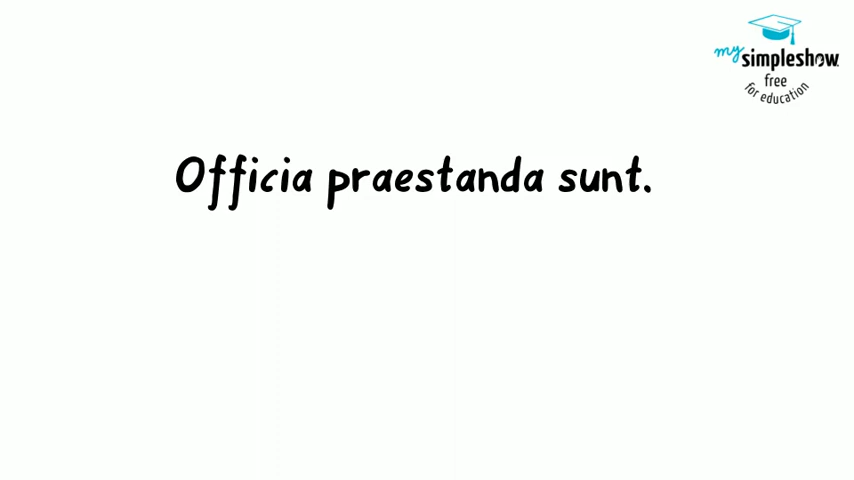 my
simpleshow
free
for education
Officia praestanda sunt.